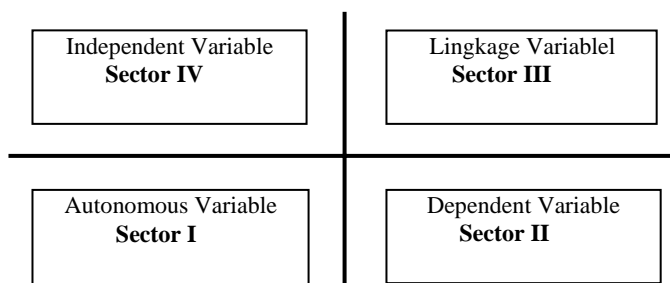 Independent Variable
Sector IV
Lingkage Variablel
Sector III
Autonomous Variable
Sector I
Dependent Variable
Sector II